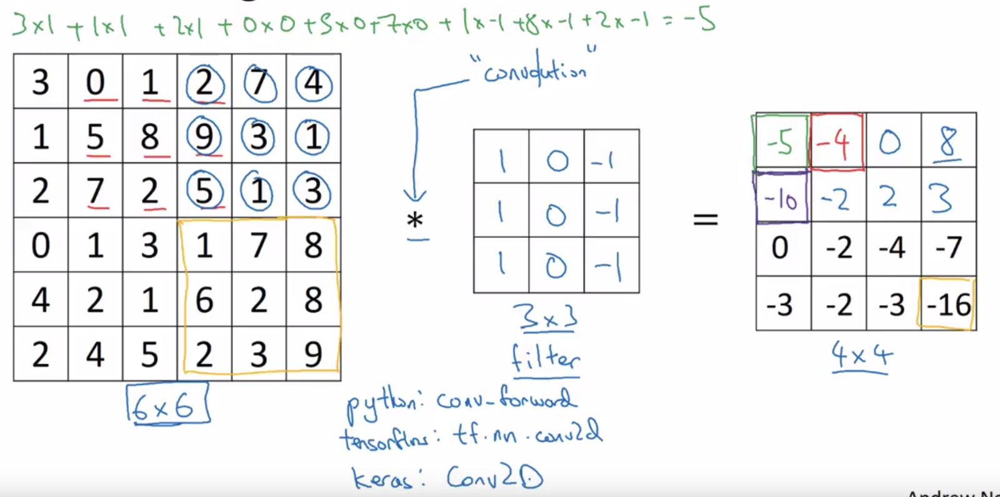 3x1 + 1x1 + 2x1 + 0x0 + 5x0 + 7x0 + 1x-1 + 8x-1 + 2x-1 = -5
"convolution"
3 0 1 2 7 4
1 5 8 9 3 1
2 7 2 5 1 3
0 1 3 1 7 8
4 2 1 6 2 8
2 4 5 2 3 9
6x6
*
1 0 -1
1 0 -1
1 0 -1
3x3
filter
=
-5 -4 0 8
-10 -2 2 3
0 -2 -4 -7
-3 -2 -3 -16
4x4
python: conv-forward
tensorflow: tf.nn.conv2d
keras: Conv2D
Andrew